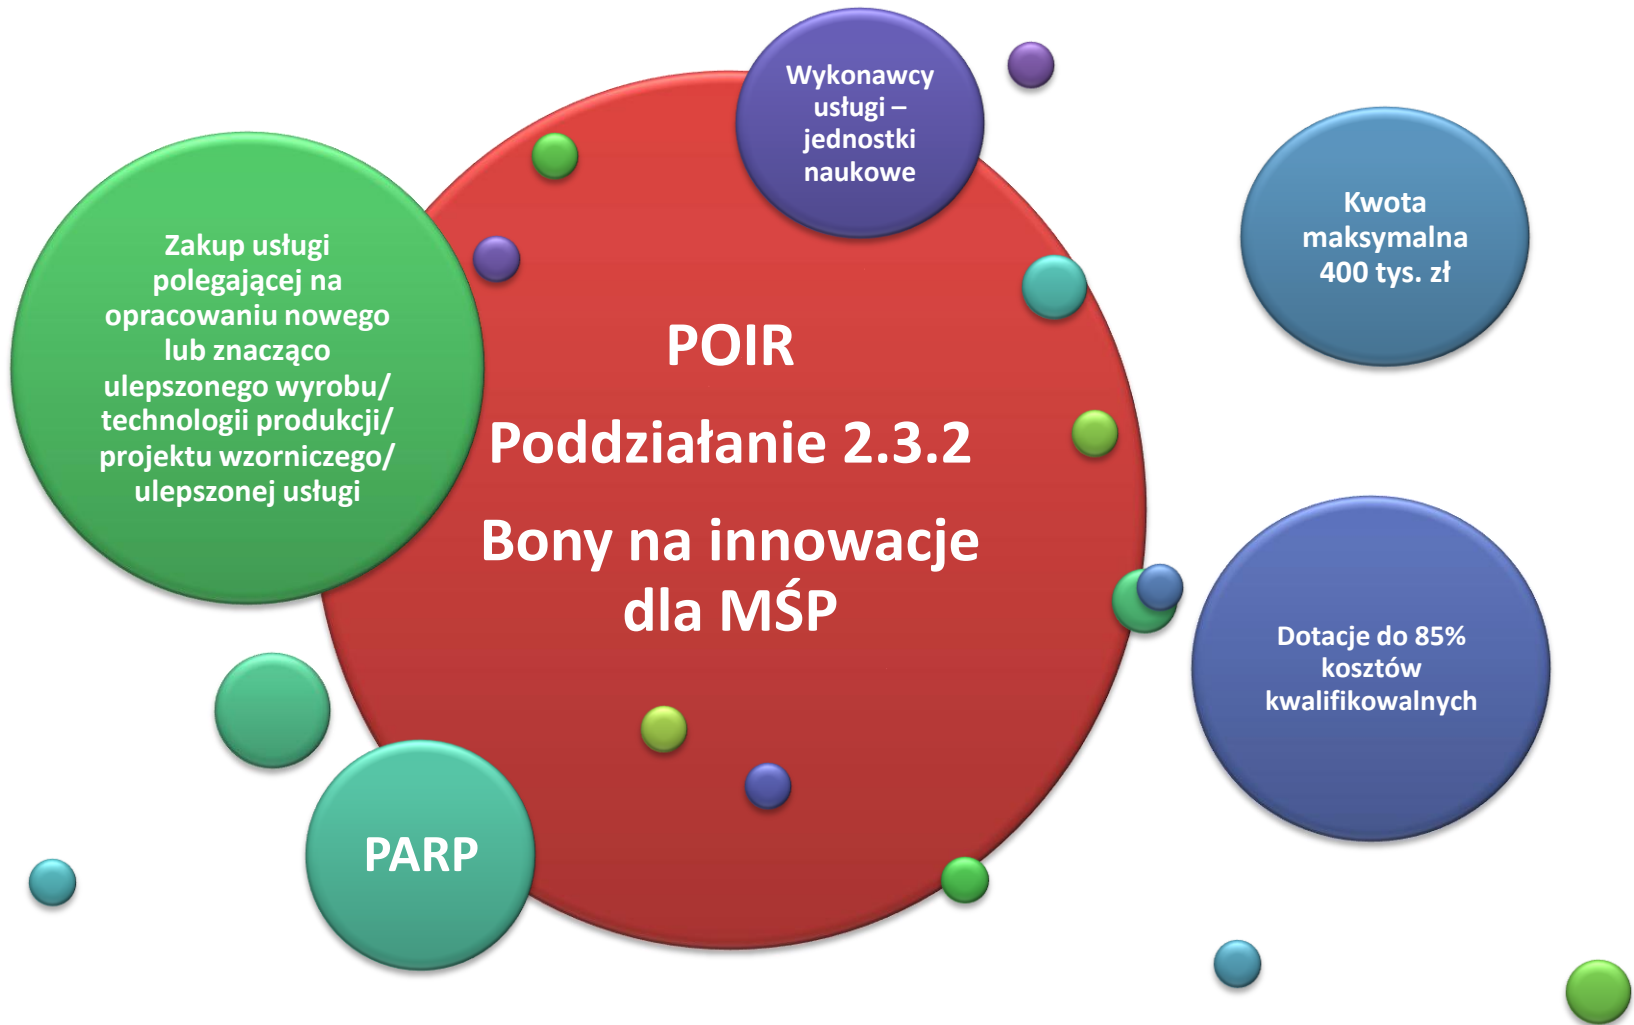 Wykonawcy
usługi –
jednostki
naukowe
Kwota
maksymalna
400 tys. zł
Zakup usługi
polegającej na
opracowaniu nowego
lub znacząco
ulepszonego wyrobu/
technologii produkcji/
projektu wzorniczego/
ulepszonej usługi
POIR
Poddziałanie 2.3.2
Bony na innowacje
dla MŚP
Dotacje do 85%
kosztów
kwalifikowalnych
PARP